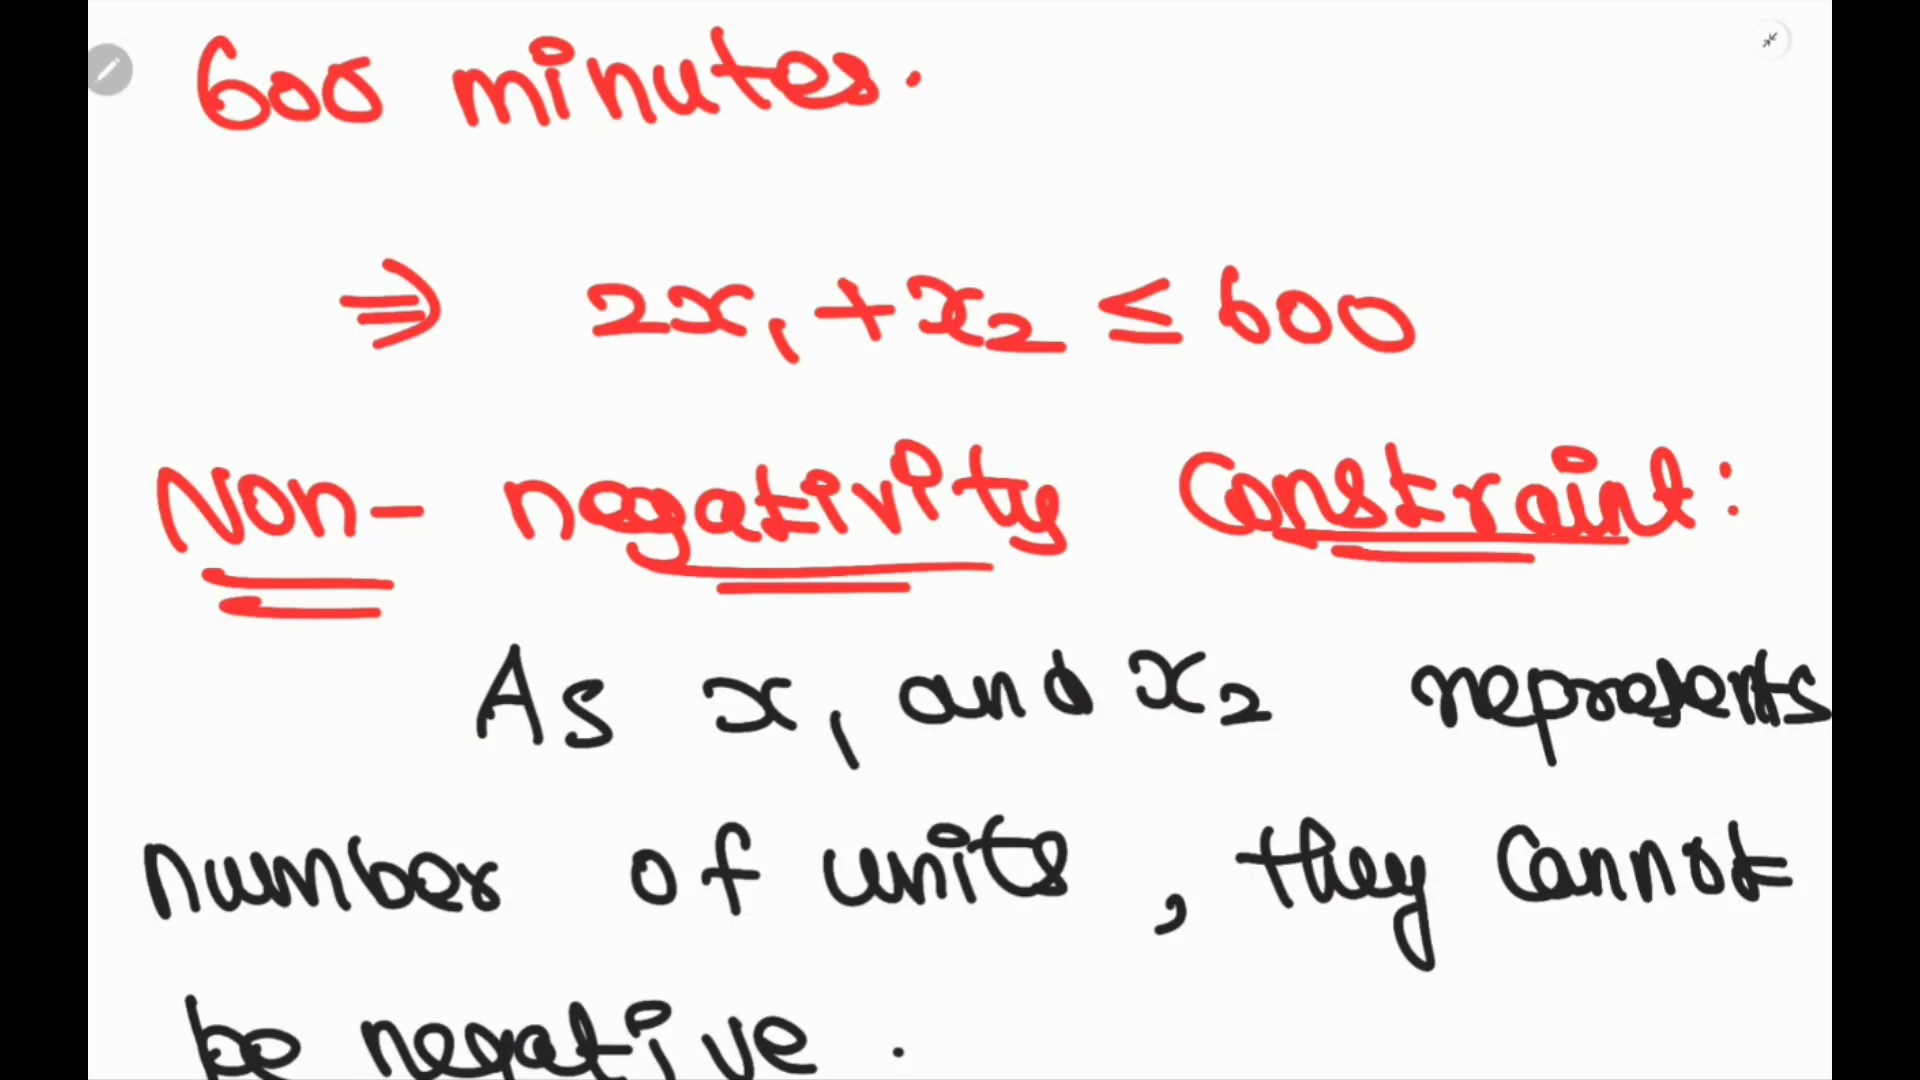 600 minutes.
⇒ 2x₁ + x₂ ≤ 600
Non- negativity Constraint:
As x₁ and x₂ represents
number of units, they cannot
be negative.